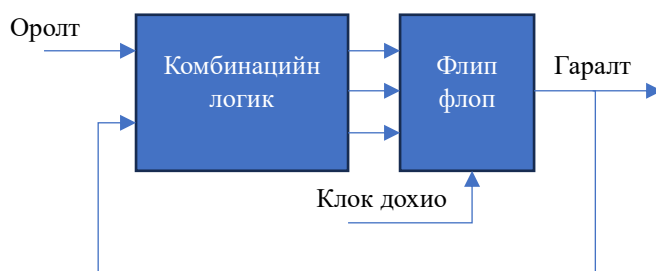 Оролт
Комбинацийн
логик
Флип
флоп
Гаралт
Клок дохио